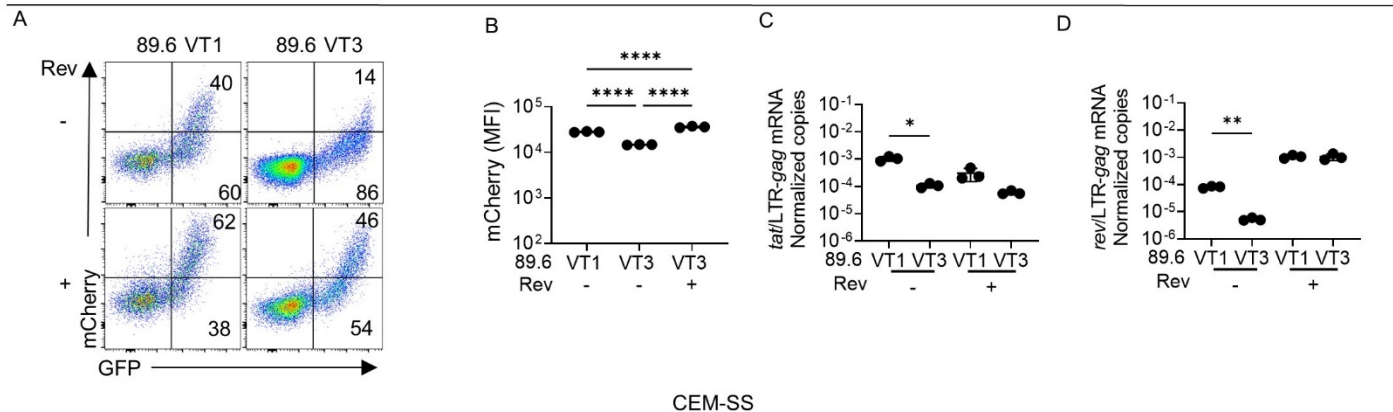 A
89.6 VT1 89.6 VT3
Rev
40
14
-
60
86
62
46
+
38
54
mCherry
GFP
B
**** 
**** ****
mCherry (MFI)
10^5
10^4
10^3
10^2
89.6 VT1 VT3 VT3
Rev - - +
C
*
tat/LTR-gag mRNA
Normalized copies
10^-1
10^-2
10^-3
10^-4
10^-5
10^-6
89.6 VT1 VT3 VT1 VT3
Rev - +
D
**
rev/LTR-gag mRNA
Normalized copies
10^-1
10^-2
10^-3
10^-4
10^-5
10^-6
89.6 VT1 VT3 VT1 VT3
Rev - +
CEM-SS